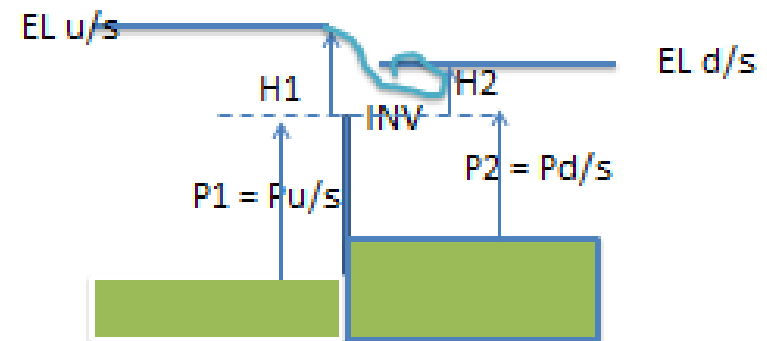 EL u/s
EL d/s
H1
H2
INV
P2 = Pd/s
P1 = Pu/s